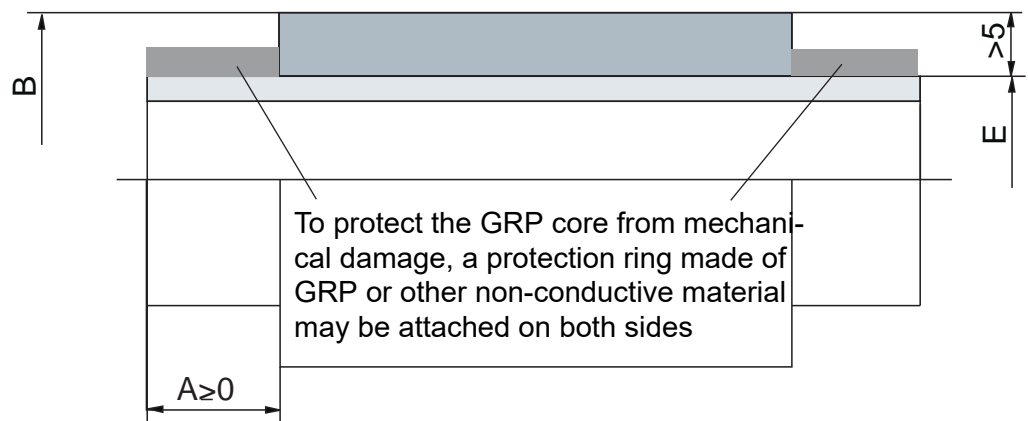 B
>5
E
To protect the GRP core from mechani-
cal damage, a protection ring made of
GRP or other non-conductive material
may be attached on both sides
A≥0